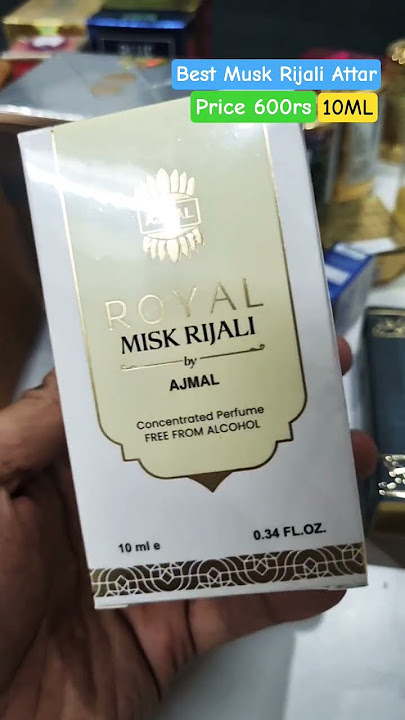 Best Musk Rijali Attar
Price 600rs 10ML
AJMAL
ROYAL
MISK RIJALI
by
AJMAL
Concentrated Perfume
FREE FROM ALCOHOL
10 ml e
0.34 FL.OZ.